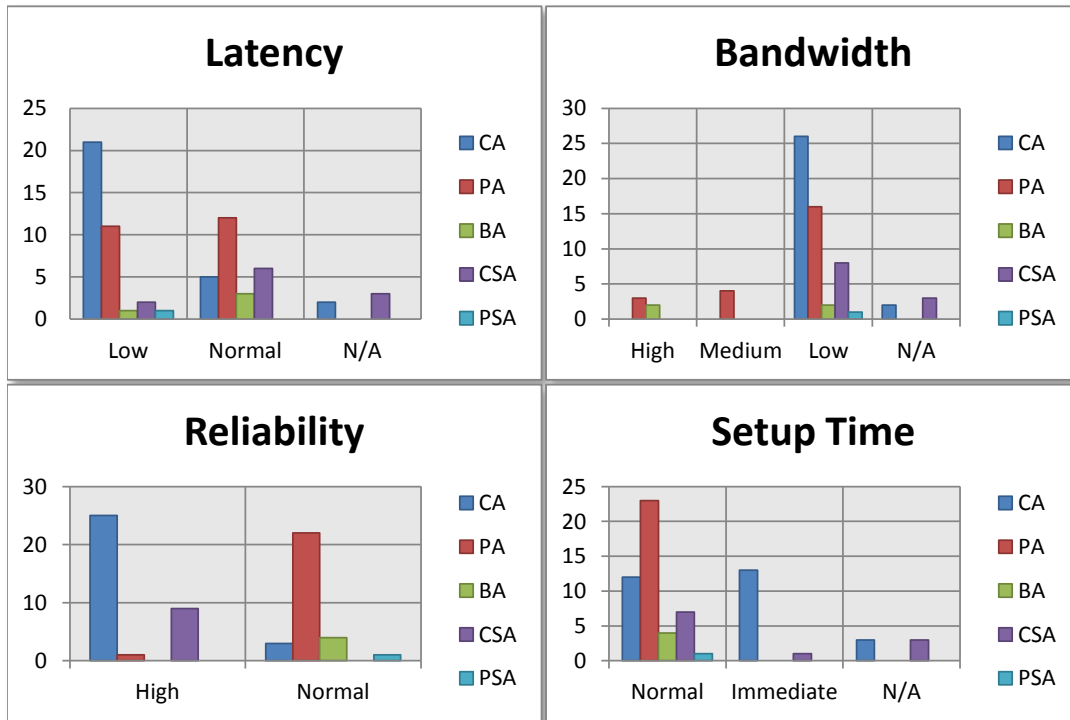 Latency
25
20
15
10
5
0
Low Normal N/A
CA
PA
BA
CSA
PSA
Bandwidth
30
25
20
15
10
5
0
High Medium Low N/A
CA
PA
BA
CSA
PSA
Reliability
30
20
10
0
High Normal
CA
PA
BA
CSA
PSA
Setup Time
25
20
15
10
5
0
Normal Immediate N/A
CA
PA
BA
CSA
PSA